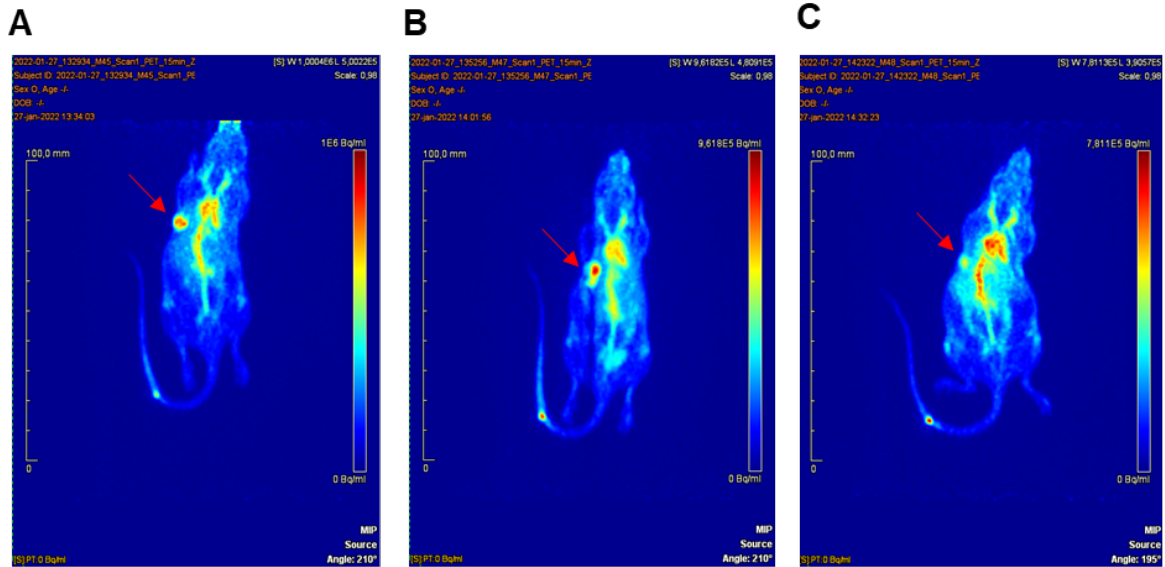 A
B
C
2022-01-27_132934_M45_Scan1_PET_15min_Z
[S] W 1,0004E6 L 5,0022E5
Subject ID: 2022-01-27_132934_M45_Scan1_PE
Scale: 0,98
Sex O, Age -/-
DOB: -/-
27-jan-2022 13:34:03
1E6 Bq/ml
100,0 mm
0
0 Bq/ml
MIP
Source
[S] PT:0 Bq/ml
Angle: 210°
2022-01-27_135256_M47_Scan1_PET_15min_Z
[S] W 9,6182E5 L 4,8091E5
Subject ID: 2022-01-27_135256_M47_Scan1_PE
Scale: 0,98
Sex O, Age -/-
DOB: -/-
27-jan-2022 14:01:56
9,618E5 Bq/ml
100,0 mm
0
0 Bq/ml
MIP
Source
[S] PT:0 Bq/ml
Angle: 210°
2022-01-27_142322_M48_Scan1_PET_15min_Z
[S] W 7,8113E5 L 3,9057E5
Subject ID: 2022-01-27_142322_M48_Scan1_PE
Scale: 0,98
Sex O, Age -/-
DOB: -/-
27-jan-2022 14:32:23
7,811E5 Bq/ml
100,0 mm
0
0 Bq/ml
MIP
Source
[S] PT:0 Bq/ml
Angle: 195°